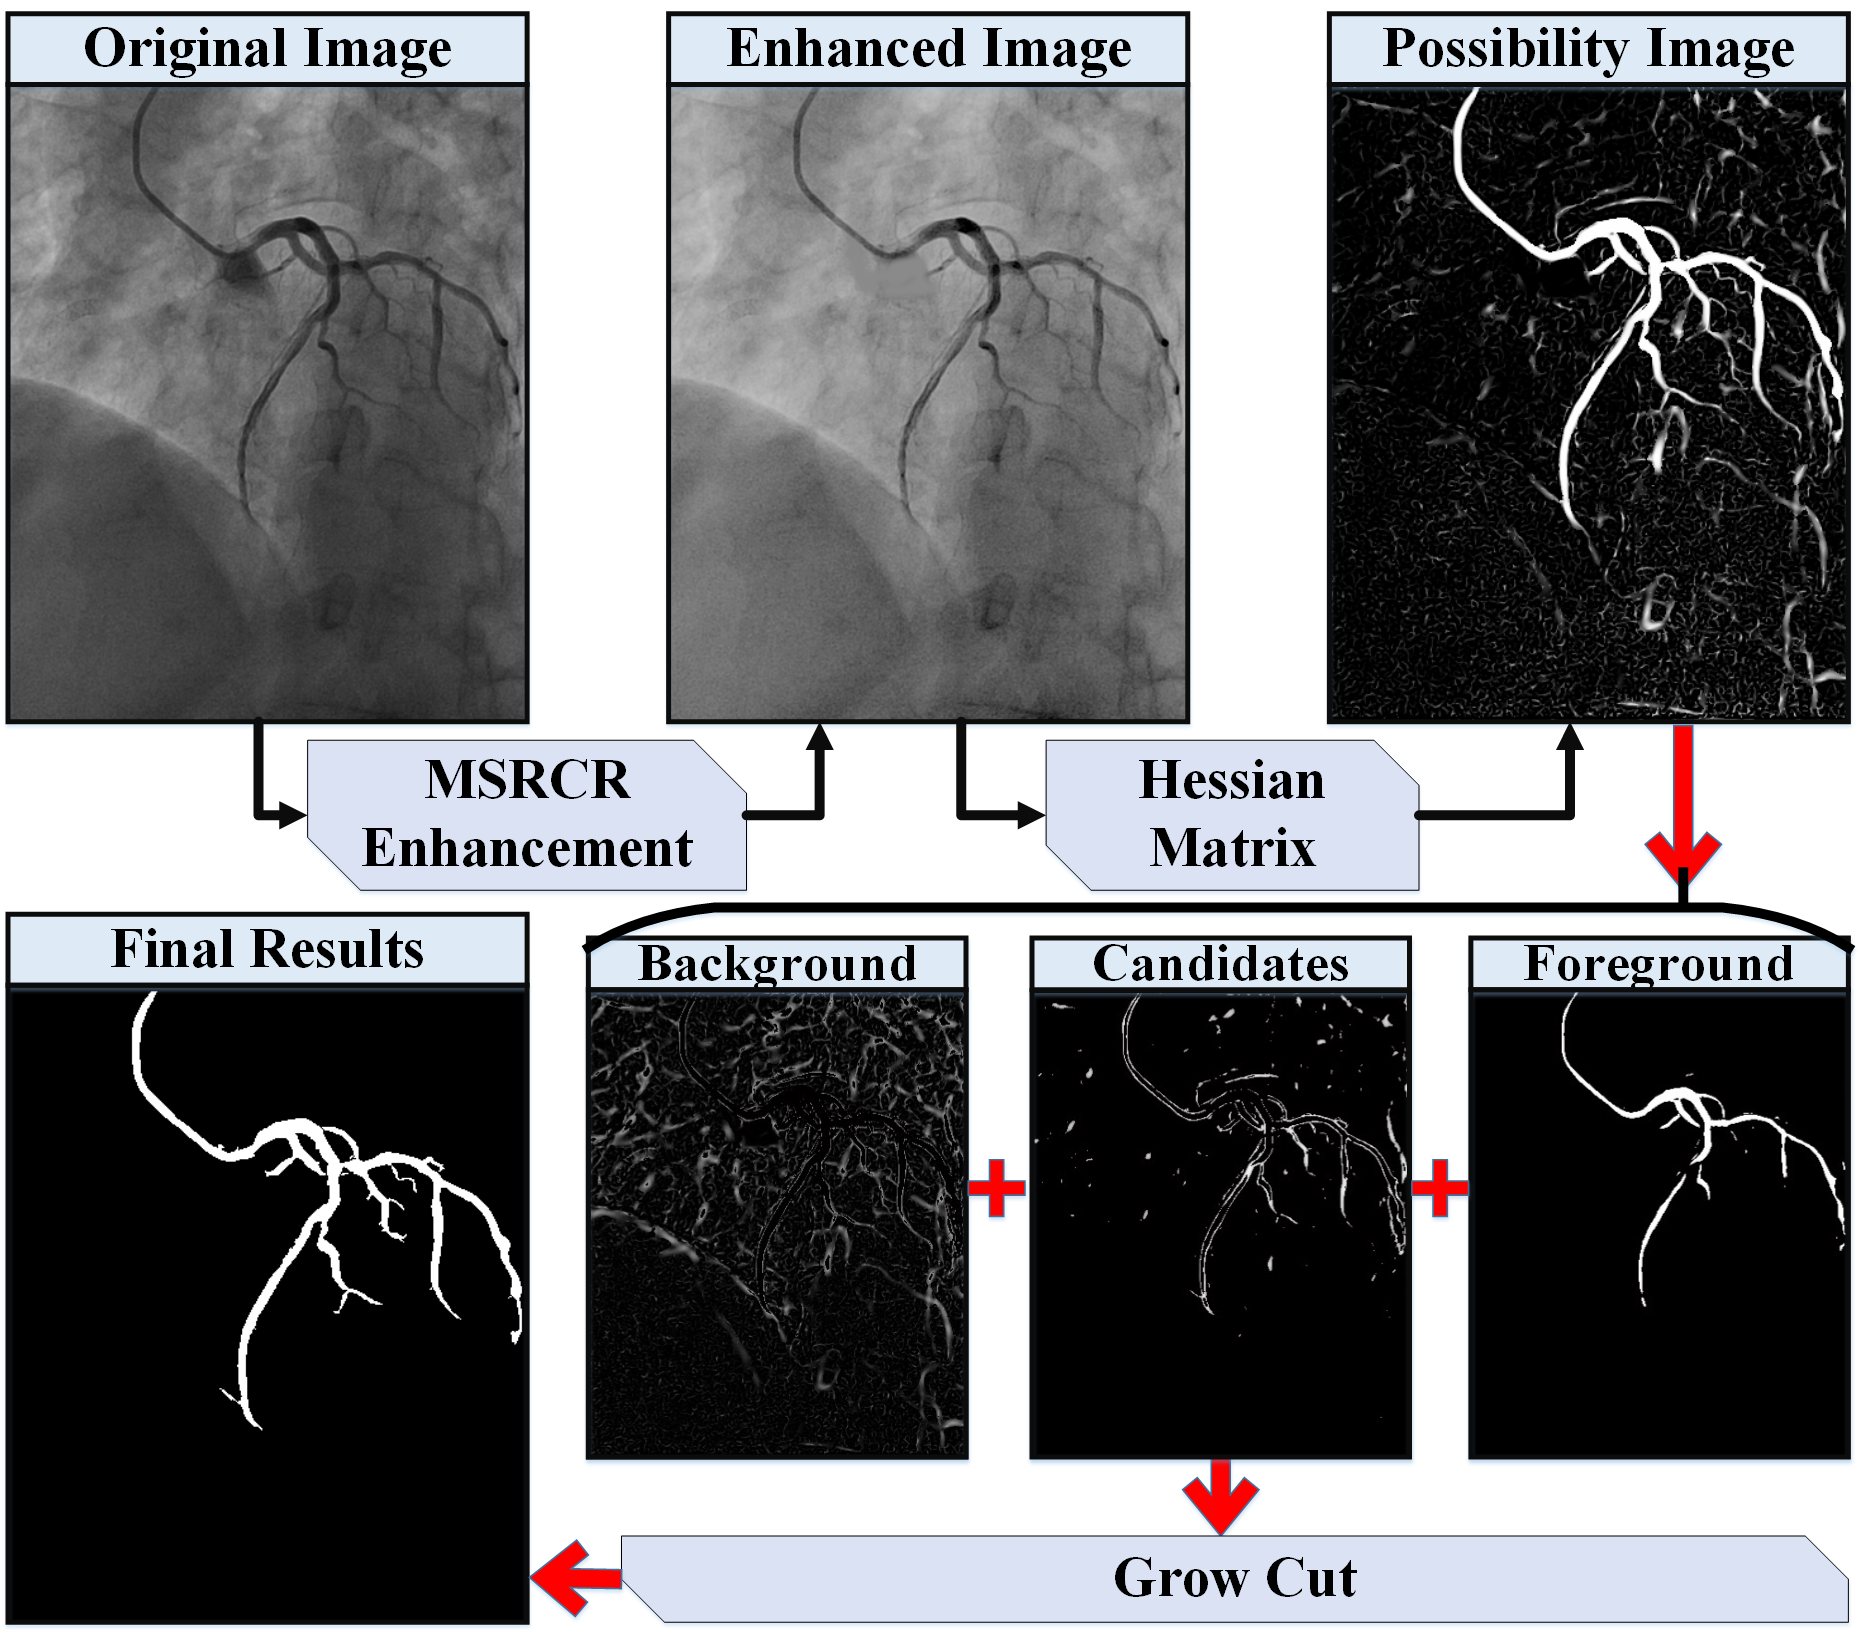 Original Image
Enhanced Image
Possibility Image
MSRCR
Enhancement
Hessian
Matrix
Final Results
Background
Candidates
Foreground
Grow Cut